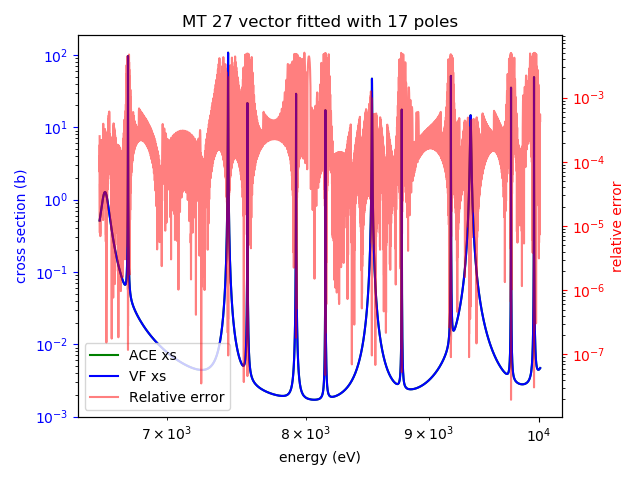 MT 27 vector fitted with 17 poles
10²
10¹
10⁰
10⁻¹
10⁻²
10⁻³
cross section (b)
10⁻³
10⁻⁴
10⁻⁵
10⁻⁶
10⁻⁷
relative error
ACE xs
VF xs
Relative error
7 × 10³
8 × 10³
9 × 10³
10⁴
energy (eV)